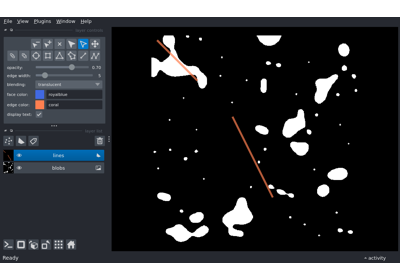 File View Plugins Window Help
opacity: 0.70
edge width: 5
blending: translucent
face color: royalblue
edge color: coral
display text: ✓
lines
blobs
Ready
activity